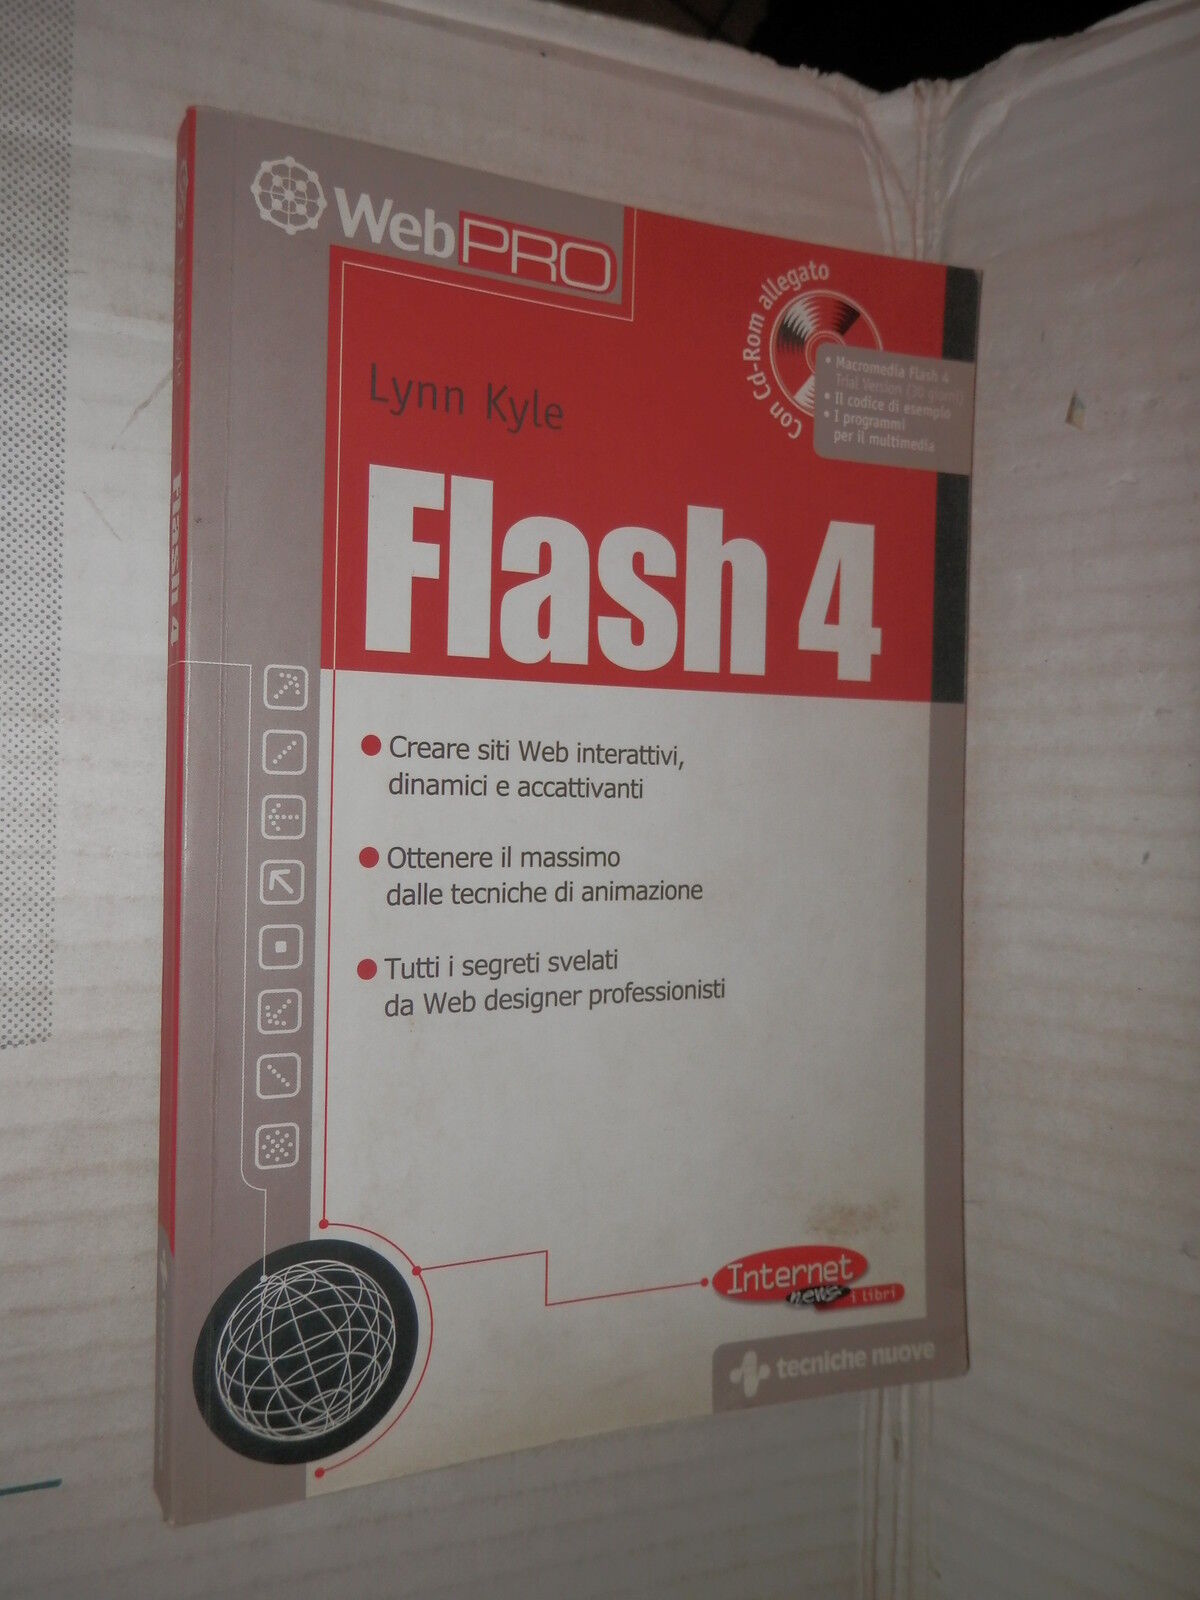 WebPRO
Lynn Kyle
Con Cd-Rom allegato
• Macromedia Flash 4
Trial Version (30 giorni)
• Il codice di esempio
• I programmi
per il multimedia
Flash 4
• Creare siti Web interattivi,
dinamici e accattivanti
• Ottenere il massimo
dalle tecniche di animazione
• Tutti i segreti svelati
da Web designer professionisti
Internet
news
i libri
tecniche nuove
Flash 4